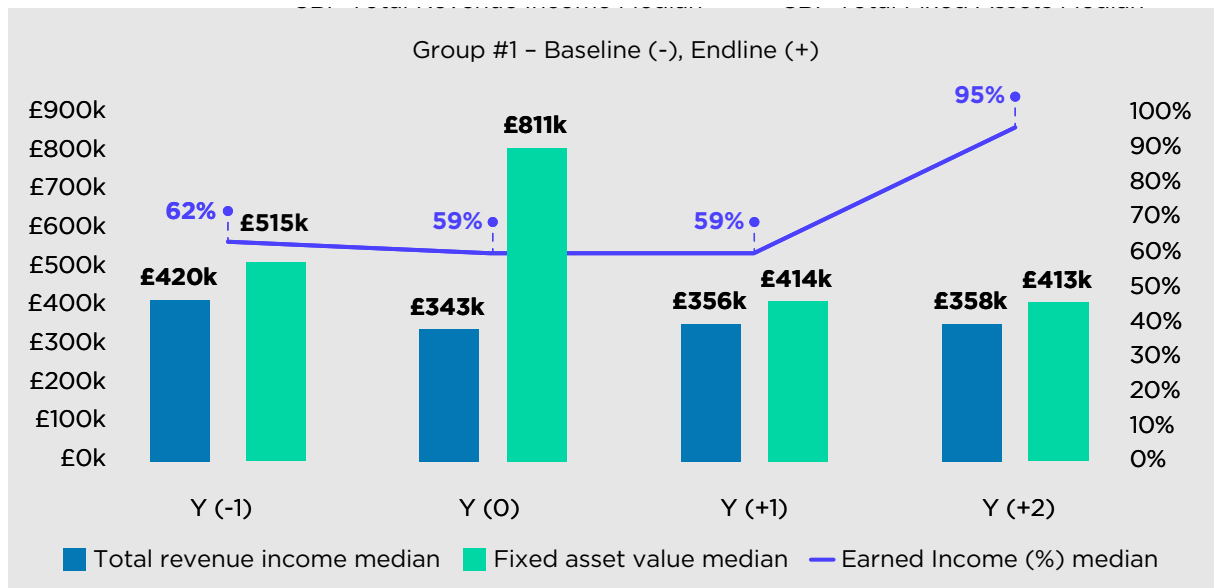 Group #1 – Baseline (-), Endline (+)
£900k
£800k
£700k
£600k
£500k
£400k
£300k
£200k
£100k
£0k
62%
£515k
£420k
59%
£811k
£343k
59%
£414k
£356k
95%
£413k
£358k
100%
90%
80%
70%
60%
50%
40%
30%
20%
10%
0%
Y (-1) Y (0) Y (+1) Y (+2)
Total revenue income median Fixed asset value median Earned Income (%) median